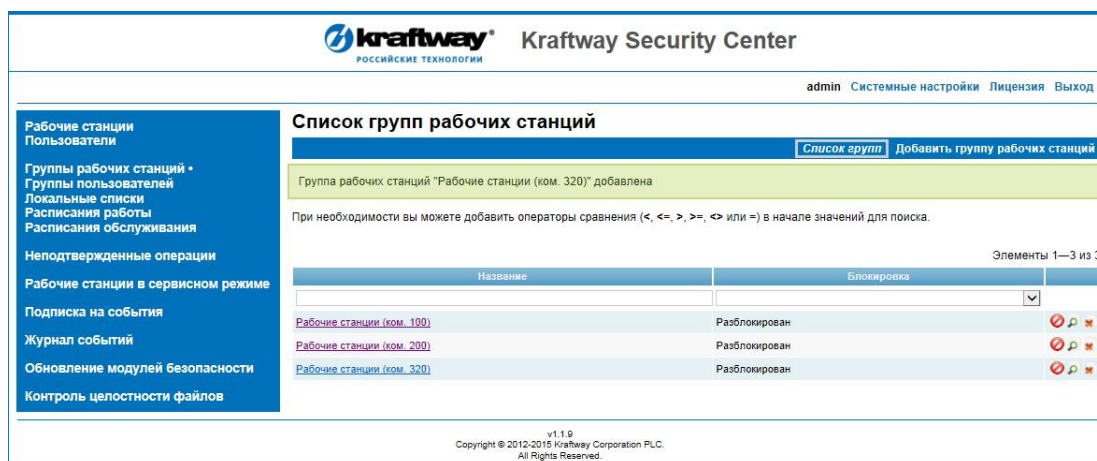 kraftway®
РОССИЙСКИЕ ТЕХНОЛОГИИ
Kraftway Security Center
admin Системные настройки Лицензия Выход
Рабочие станции
Пользователи
Группы рабочих станций •
Группы пользователей
Локальные списки
Расписания работы
Расписания обслуживания
Неподтвержденные операции
Рабочие станции в сервисном режиме
Подписка на события
Журнал событий
Обновление модулей безопасности
Контроль целостности файлов
Список групп рабочих станций
Список групп Добавить группу рабочих станций
Группа рабочих станций "Рабочие станции (ком. 320)" добавлена
При необходимости вы можете добавить операторы сравнения (<, <=, >, >=, <> или =) в начале значений для поиска.
Элементы 1—3 из 3
Название Блокировка
Рабочие станции (ком. 100) Разблокирован
Рабочие станции (ком. 200) Разблокирован
Рабочие станции (ком. 320) Разблокирован
v1.1.9
Copyright © 2012-2015 Kraftway Corporation PLC.
All Rights Reserved.